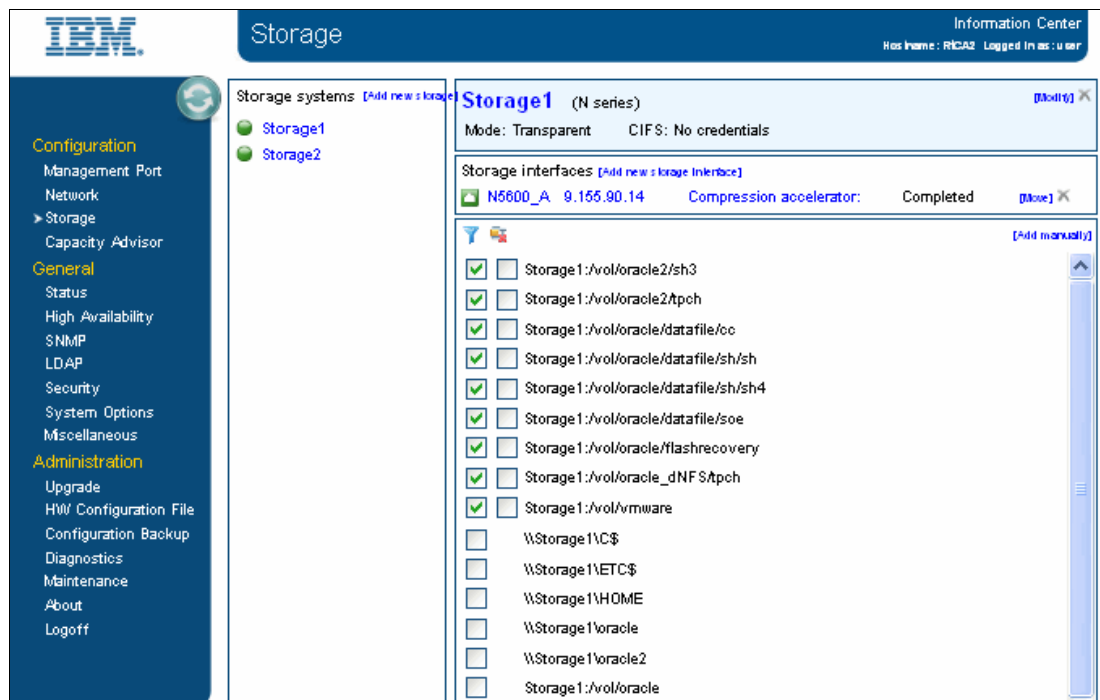 IBM.
Storage
Information Center
Hostname: RICA2 Logged in as: user
Configuration
Management Port
Network
Storage
Capacity Advisor
General
Status
High Availability
SNMP
LDAP
Security
System Options
Miscellaneous
Administration
Upgrade
HW Configuration File
Configuration Backup
Diagnostics
Maintenance
About
Logoff
Storage systems [Add new storage]
Storage1
Storage2
Storage1 (N series) [Modify]
Mode: Transparent CIFS: No credentials
Storage interfaces [Add new storage interface]
N5600_A 9.155.90.14 Compression accelerator: Completed [Move]
[Add manually]
Storage1:/vol/oracle2/sh3
Storage1:/vol/oracle2/tpch
Storage1:/vol/oracle/datafile/cc
Storage1:/vol/oracle/datafile/sh/sh
Storage1:/vol/oracle/datafile/sh/sh4
Storage1:/vol/oracle/datafile/soe
Storage1:/vol/oracle/flashrecovery
Storage1:/vol/oracle_dNFS/tpch
Storage1:/vol/vmware
\\Storage1\C$
\\Storage1\ETC$
\\Storage1\HOME
\\Storage1\oracle
\\Storage1\oracle2
Storage1:/vol/oracle